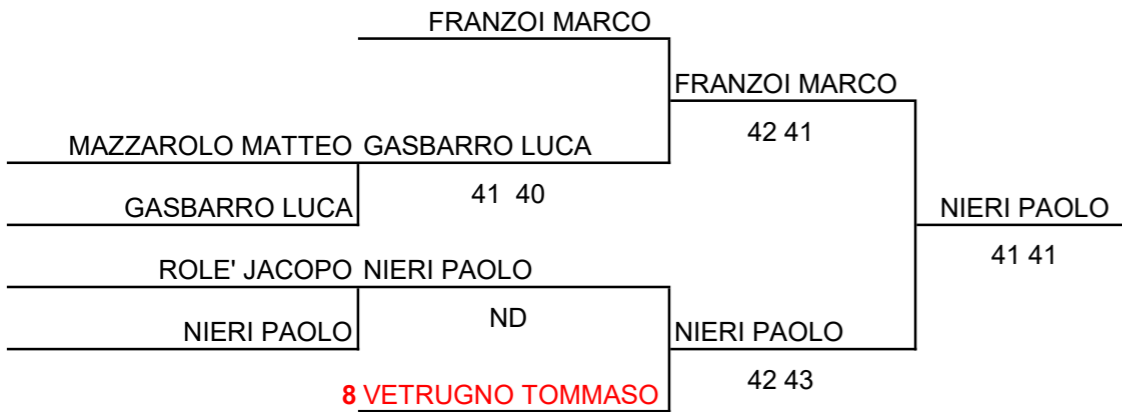 FRANZOI MARCO
FRANZOI MARCO
42 41
MAZZAROLO MATTEO GASBARRO LUCA
41 40
GASBARRO LUCA
NIERI PAOLO
41 41
ROLE' JACOPO NIERI PAOLO
ND
NIERI PAOLO
NIERI PAOLO
42 43
8 VETRUGNO TOMMASO